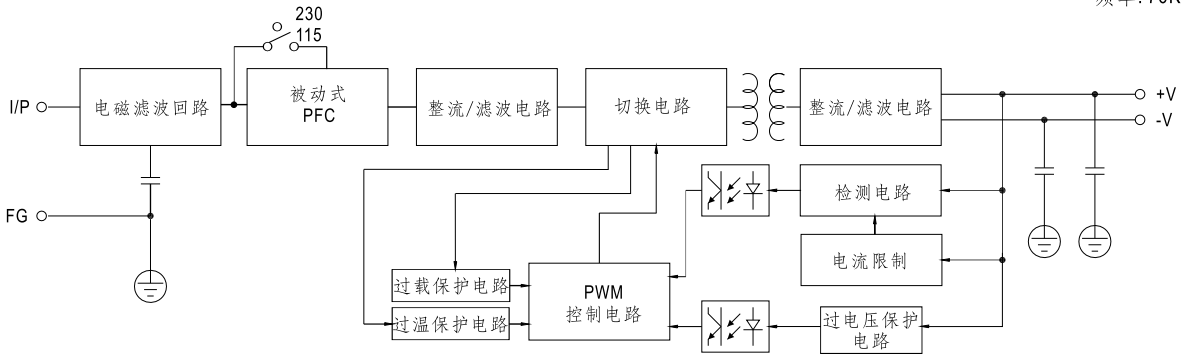 230
115
I/P
电磁滤波回路
被动式
PFC
整流/滤波电路
切换电路
整流/滤波电路
+V
-V
FG
检测电路
电流限制
过载保护电路
过温保护电路
PWM
控制电路
过电压保护
电路